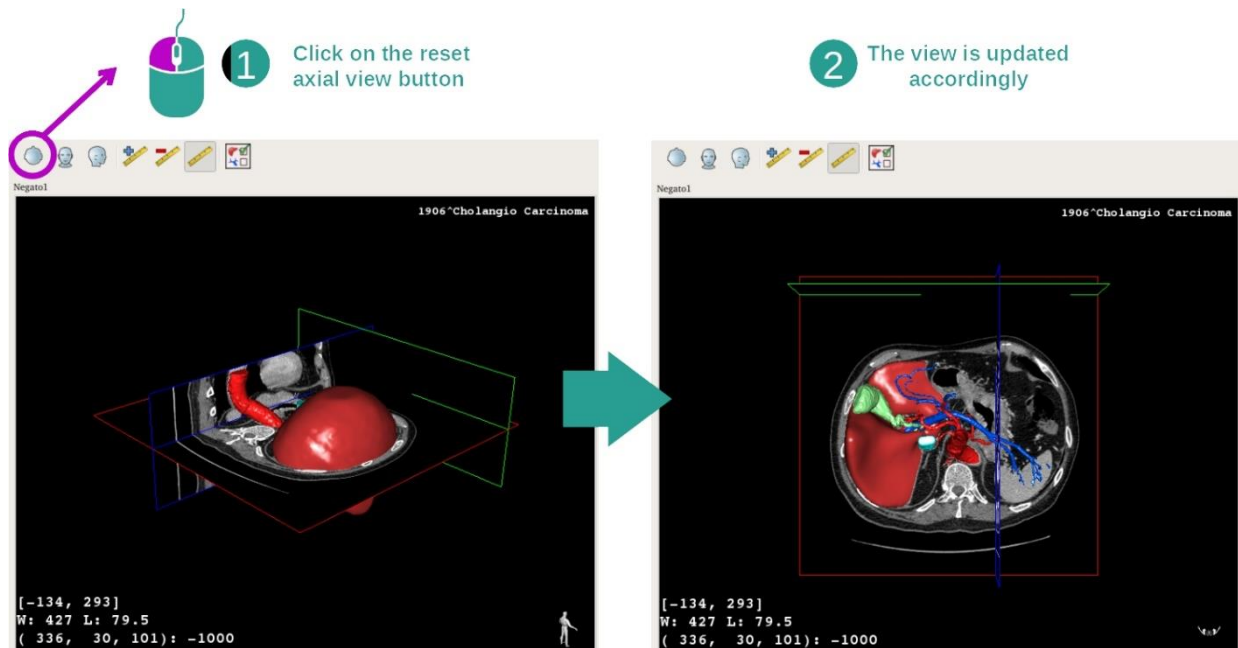 1
Click on the reset
axial view button
2
The view is updated
accordingly
Negato1
1906^Cholangio Carcinoma
[-134, 293]
W: 427 L: 79.5
( 336,  30, 101): -1000
Negato1
1906^Cholangio Carcinoma
[-134, 293]
W: 427 L: 79.5
( 336,  30, 101): -1000